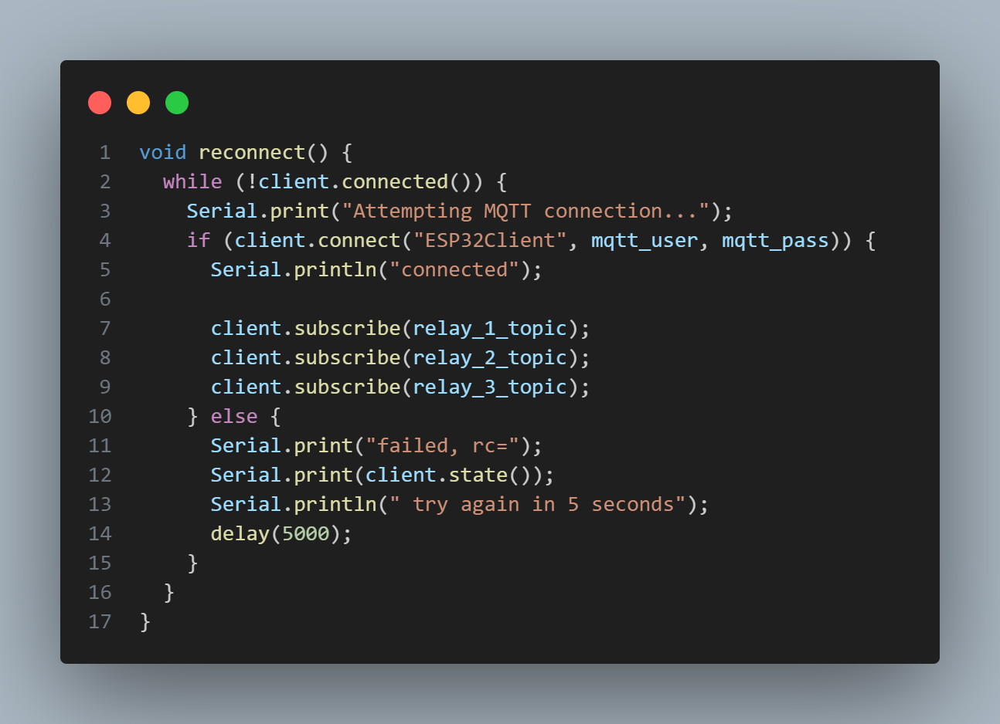 1 void reconnect() {
2   while (!client.connected()) {
3     Serial.print("Attempting MQTT connection...");
4     if (client.connect("ESP32Client", mqtt_user, mqtt_pass)) {
5       Serial.println("connected");
6
7       client.subscribe(relay_1_topic);
8       client.subscribe(relay_2_topic);
9       client.subscribe(relay_3_topic);
10     } else {
11       Serial.print("failed, rc=");
12       Serial.print(client.state());
13       Serial.println(" try again in 5 seconds");
14       delay(5000);
15     }
16   }
17 }